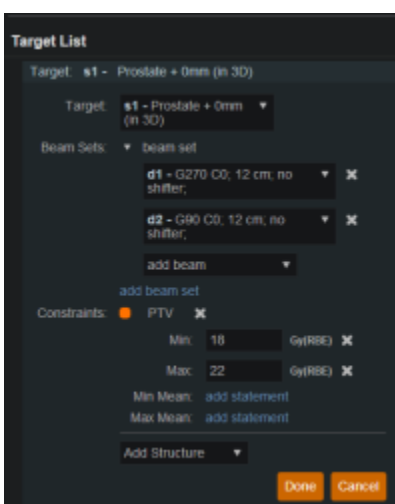 Target List
Target: s1 - Prostate + 0mm (in 3D)
Target: s1 - Prostate + 0mm
(in 3D)
Beam Sets: beam set
d1 - G270 C0; 12 cm; no
shifter;
d2 - G90 C0; 12 cm; no
shifter;
add beam
add beam set
Constraints: PTV
Min: 18 Gy(RBE)
Max: 22 Gy(RBE)
Min Mean: add statement
Max Mean: add statement
Add Structure
Done Cancel